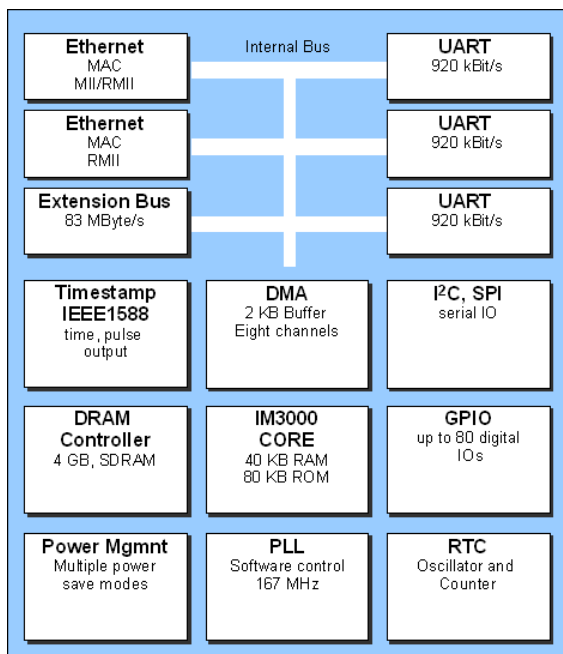 Ethernet
MAC
MII/RMII
Internal Bus
UART
920 kBit/s
Ethernet
MAC
RMII
UART
920 kBit/s
Extension Bus
83 MByte/s
UART
920 kBit/s
Timestamp
IEEE1588
time, pulse
output
DMA
2 KB Buffer
Eight channels
I²C, SPI
serial IO
DRAM
Controller
4 GB, SDRAM
IM3000
CORE
40 KB RAM
80 KB ROM
GPIO
up to 80 digital
IOs
Power Mgmnt
Multiple power
save modes
PLL
Software control
167 MHz
RTC
Oscillator and
Counter